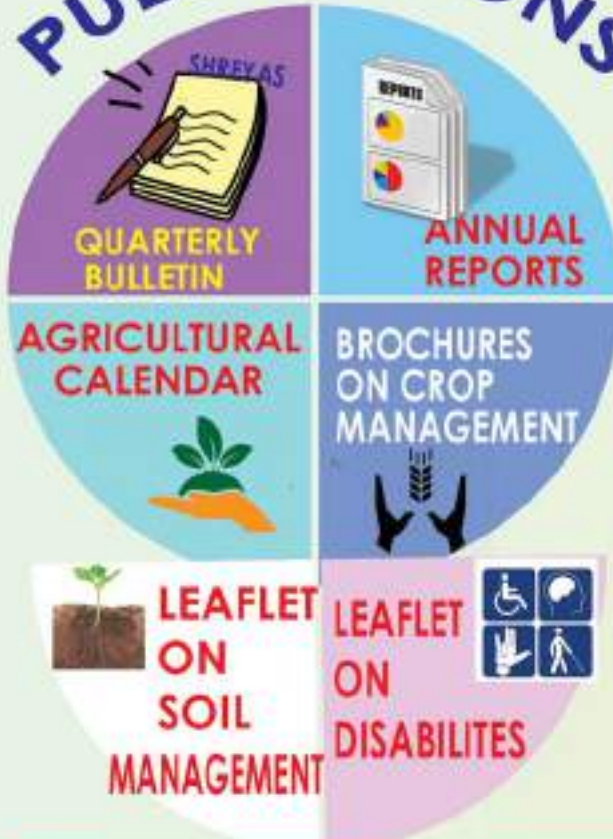 SHREYAS
REPORTS
QUARTERLY
BULLETIN
ANNUAL
REPORTS
AGRICULTURAL
CALENDAR
BROCHURES
ON CROP
MANAGEMENT
LEAFLET
ON
SOIL
MANAGEMENT
LEAFLET
ON
DISABILITES